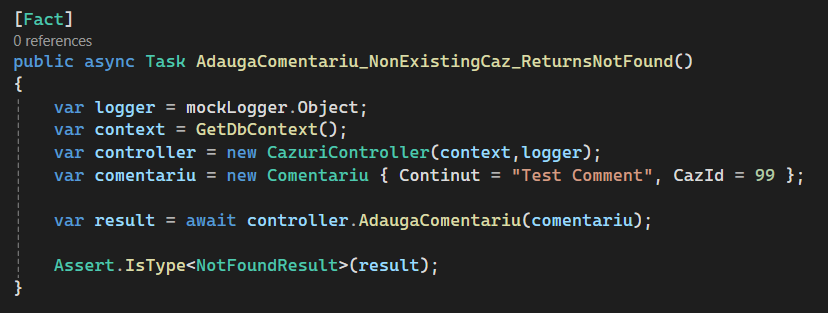 [Fact]
0 references
public async Task AdaugaComentariu_NonExistingCaz_ReturnsNotFound()
{
    var logger = mockLogger.Object;
    var context = GetDbContext();
    var controller = new CazuriController(context,logger);
    var comentariu = new Comentariu { Continut = "Test Comment", CazId = 99 };

    var result = await controller.AdaugaComentariu(comentariu);

    Assert.IsType<NotFoundResult>(result);
}